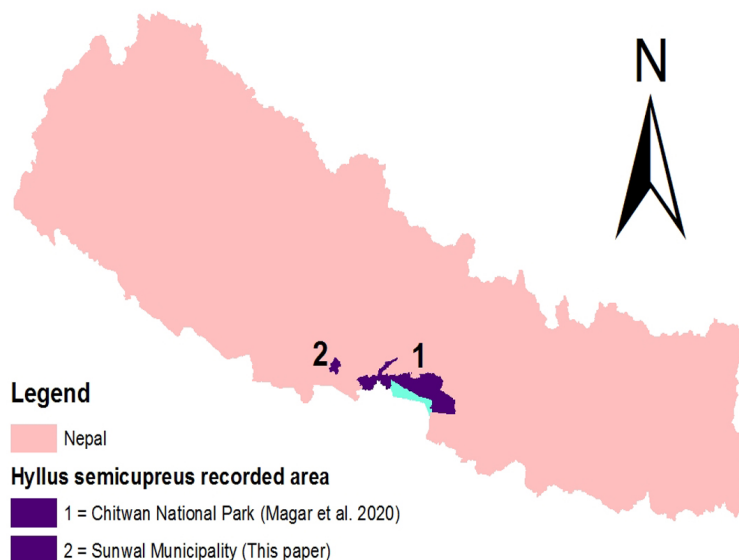 N
2
1
Legend
Nepal
Hyllus semicupreus recorded area
1 = Chitwan National Park (Magar et al. 2020)
2 = Sunwal Municipality (This paper)